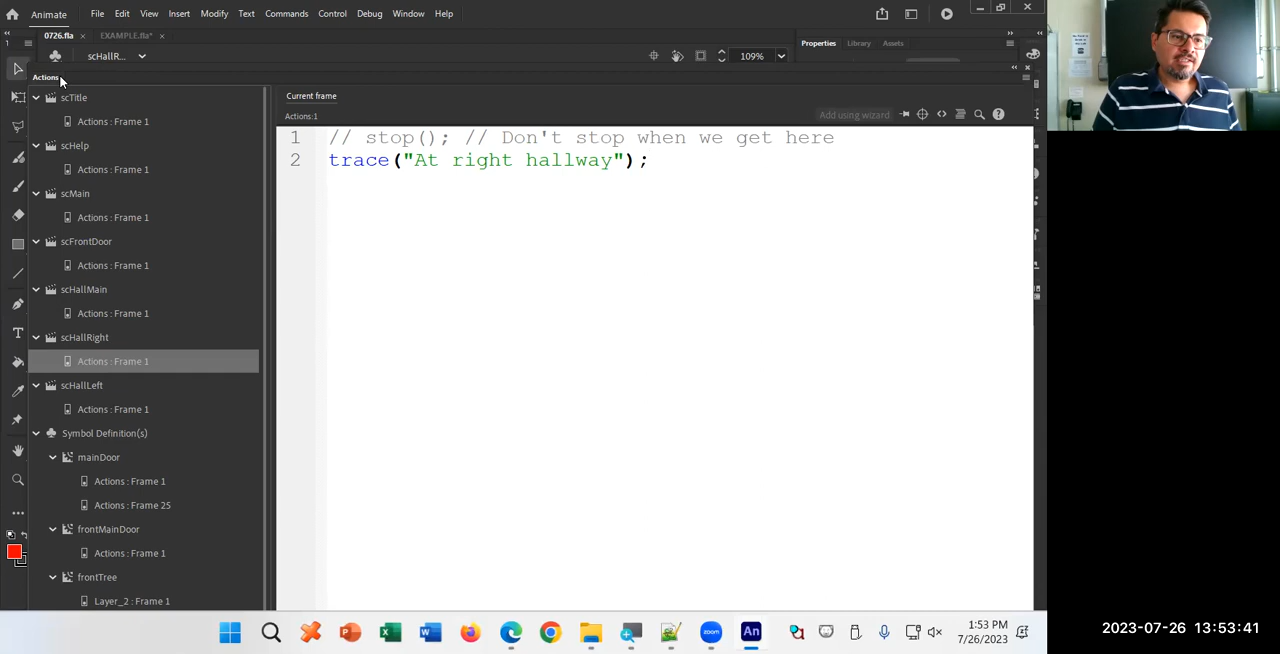 Animate File Edit View Insert Modify Text Commands Control Debug Window Help
0726.fla × EXAMPLE.fla* ×
scHallR... 109% Properties Library Assets
Actions
scTitle
Actions : Frame 1
scHelp
Actions : Frame 1
scMain
Actions : Frame 1
scFrontDoor
Actions : Frame 1
scHallMain
Actions : Frame 1
scHallRight
Actions : Frame 1
scHallLeft
Actions : Frame 1
Symbol Definition(s)
mainDoor
Actions : Frame 1
Actions : Frame 25
frontMainDoor
Actions : Frame 1
frontTree
Layer_2 : Frame 1
Current frame
Actions:1 Add using wizard
1 // stop(); // Don't stop when we get here
2 trace("At right hallway");
zoom An
1:53 PM
7/26/2023
2023-07-26 13:53:41